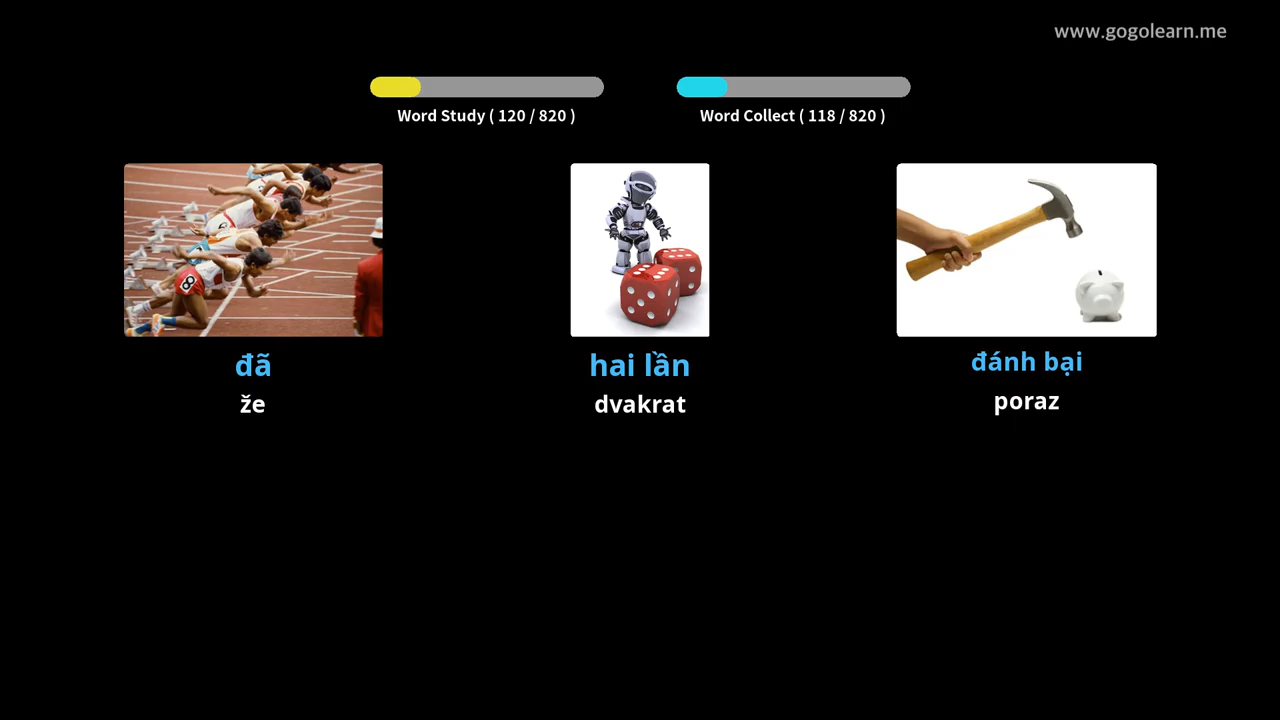 www.gogolearn.me
Word Study ( 120 / 820 )
Word Collect ( 118 / 820 )
8
đã
že
hai lần
dvakrat
đánh bại
poraz